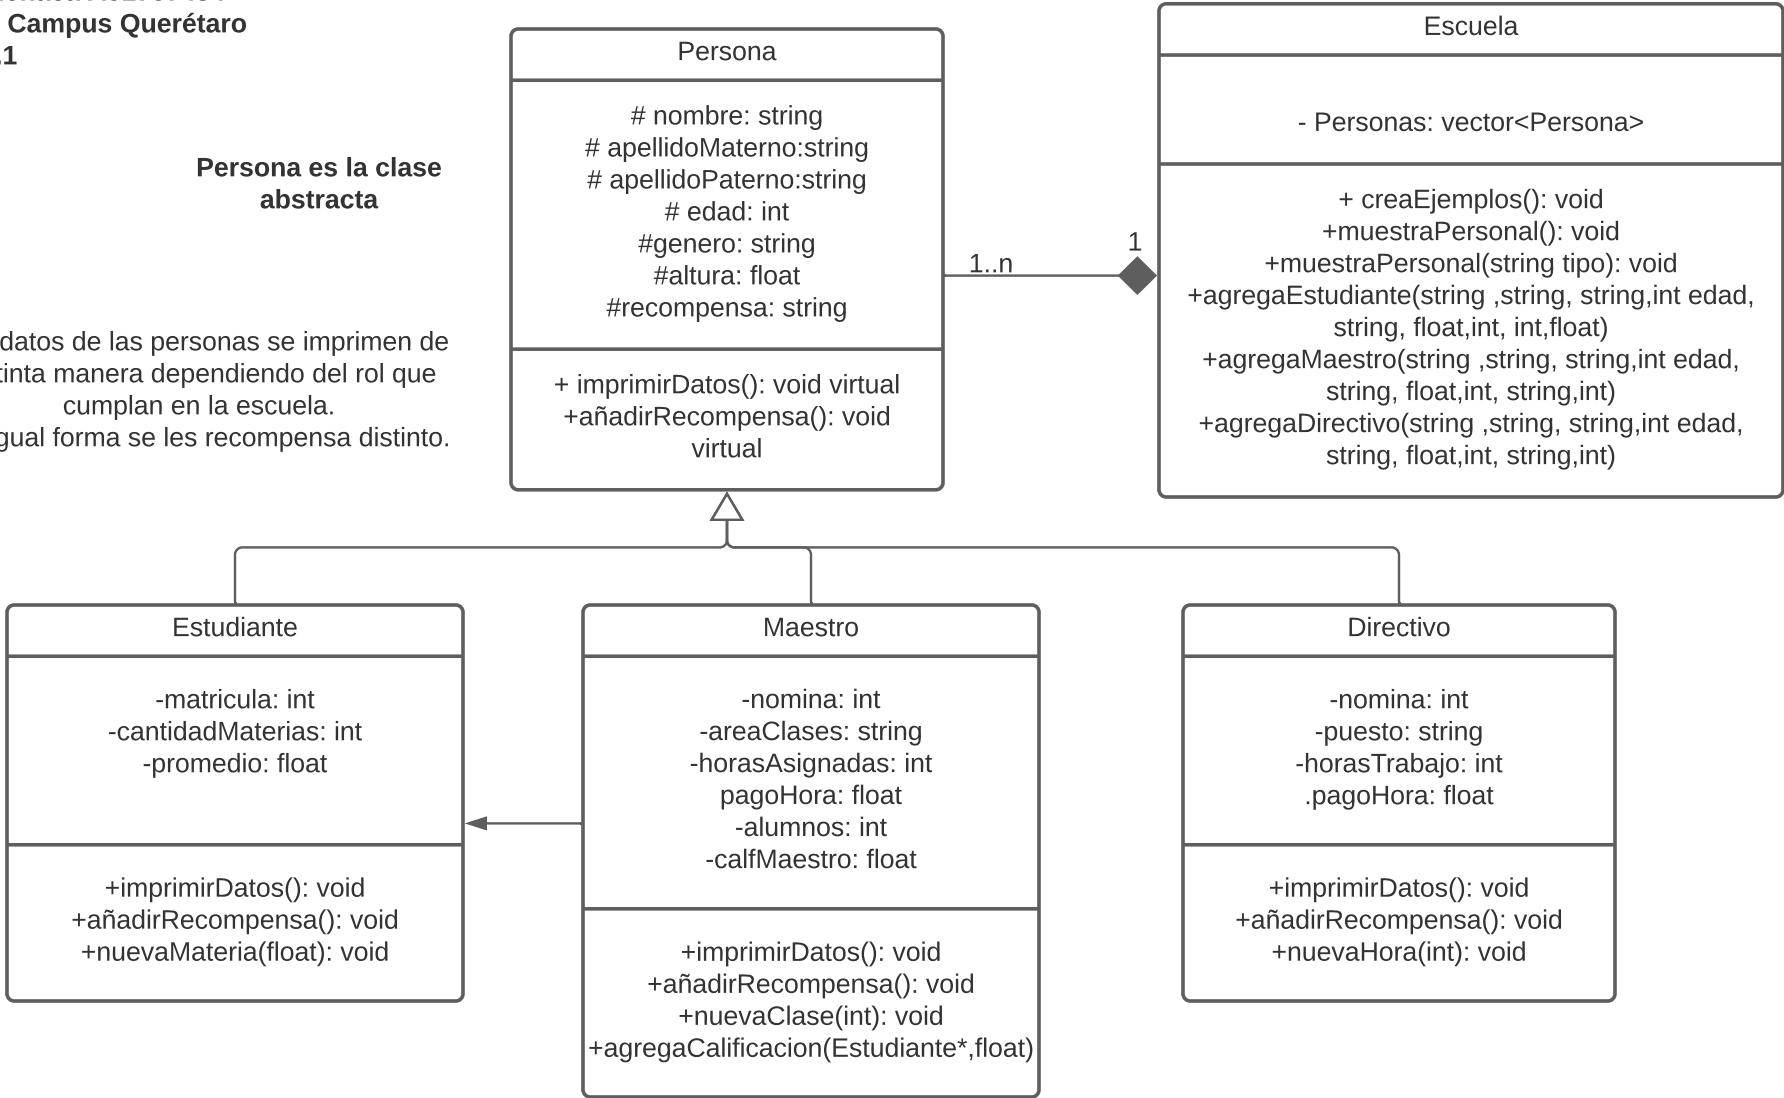 Campus Querétaro
.1
Persona es la clase
abstracta
datos de las personas se imprimen de
tinta manera dependiendo del rol que
cumplan en la escuela.
gual forma se les recompensa distinto.
Persona
# nombre: string
# apellidoMaterno:string
# apellidoPaterno:string
# edad: int
#genero: string
#altura: float
#recompensa: string
+ imprimirDatos(): void virtual
+añadirRecompensa(): void
virtual
1..n
1
Escuela
- Personas: vector<Persona>
+ creaEjemplos(): void
+muestraPersonal(): void
+muestraPersonal(string tipo): void
+agregaEstudiante(string ,string, string,int edad,
string, float,int, int,float)
+agregaMaestro(string ,string, string,int edad,
string, float,int, string,int)
+agregaDirectivo(string ,string, string,int edad,
string, float,int, string,int)
Estudiante
-matricula: int
-cantidadMaterias: int
-promedio: float
+imprimirDatos(): void
+añadirRecompensa(): void
+nuevaMateria(float): void
Maestro
-nomina: int
-areaClases: string
-horasAsignadas: int
pagoHora: float
-alumnos: int
-calfMaestro: float
+imprimirDatos(): void
+añadirRecompensa(): void
+nuevaClase(int): void
+agregaCalificacion(Estudiante*,float)
Directivo
-nomina: int
-puesto: string
-horasTrabajo: int
.pagoHora: float
+imprimirDatos(): void
+añadirRecompensa(): void
+nuevaHora(int): void